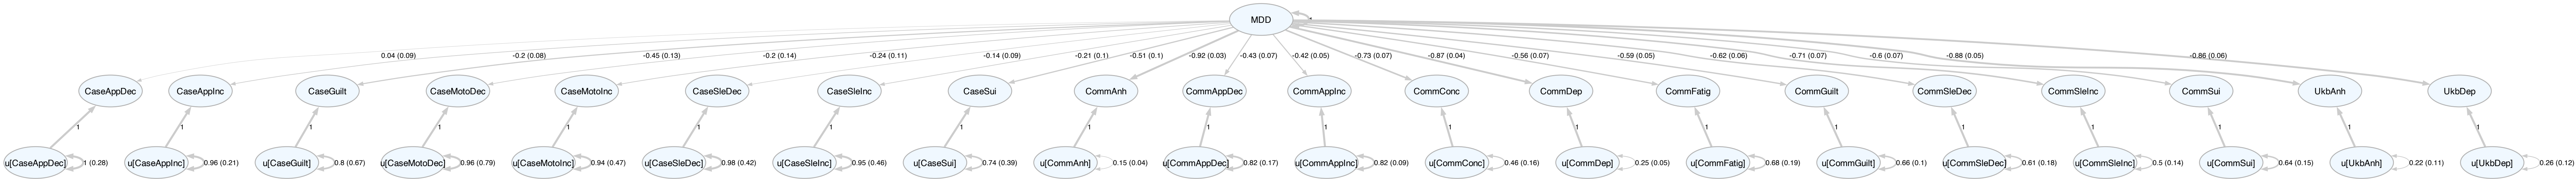 MDD
1
0.04 (0.09) -0.2 (0.08) -0.45 (0.13) -0.2 (0.14) -0.24 (0.11) -0.14 (0.09) -0.21 (0.1) -0.51 (0.1) -0.92 (0.03) -0.43 (0.07) -0.42 (0.05) -0.73 (0.07) -0.87 (0.04) -0.56 (0.07) -0.59 (0.05) -0.62 (0.06) -0.71 (0.07) -0.6 (0.07) -0.88 (0.05) -0.86 (0.06)
CaseAppDec CaseAppInc CaseGuilt CaseMotoDec CaseMotoInc CaseSleDec CaseSleInc CaseSui CommAnh CommAppDec CommAppInc CommConc CommDep CommFatig CommGuilt CommSleDec CommSleInc CommSui UkbAnh UkbDep
1 1 1 1 1 1 1 1 1 1 1 1 1 1 1 1 1 1 1 1
u[CaseAppDec] 1 (0.28) u[CaseAppInc] 0.96 (0.21) u[CaseGuilt] 0.8 (0.67) u[CaseMotoDec] 0.96 (0.79) u[CaseMotoInc] 0.94 (0.47) u[CaseSleDec] 0.98 (0.42) u[CaseSleInc] 0.95 (0.46) u[CaseSui] 0.74 (0.39) u[CommAnh] 0.15 (0.04) u[CommAppDec] 0.82 (0.17) u[CommAppInc] 0.82 (0.09) u[CommConc] 0.46 (0.16) u[CommDep] 0.25 (0.05) u[CommFatig] 0.68 (0.19) u[CommGuilt] 0.66 (0.1) u[CommSleDec] 0.61 (0.18) u[CommSleInc] 0.5 (0.14) u[CommSui] 0.64 (0.15) u[UkbAnh] 0.22 (0.11) u[UkbDep] 0.26 (0.12)